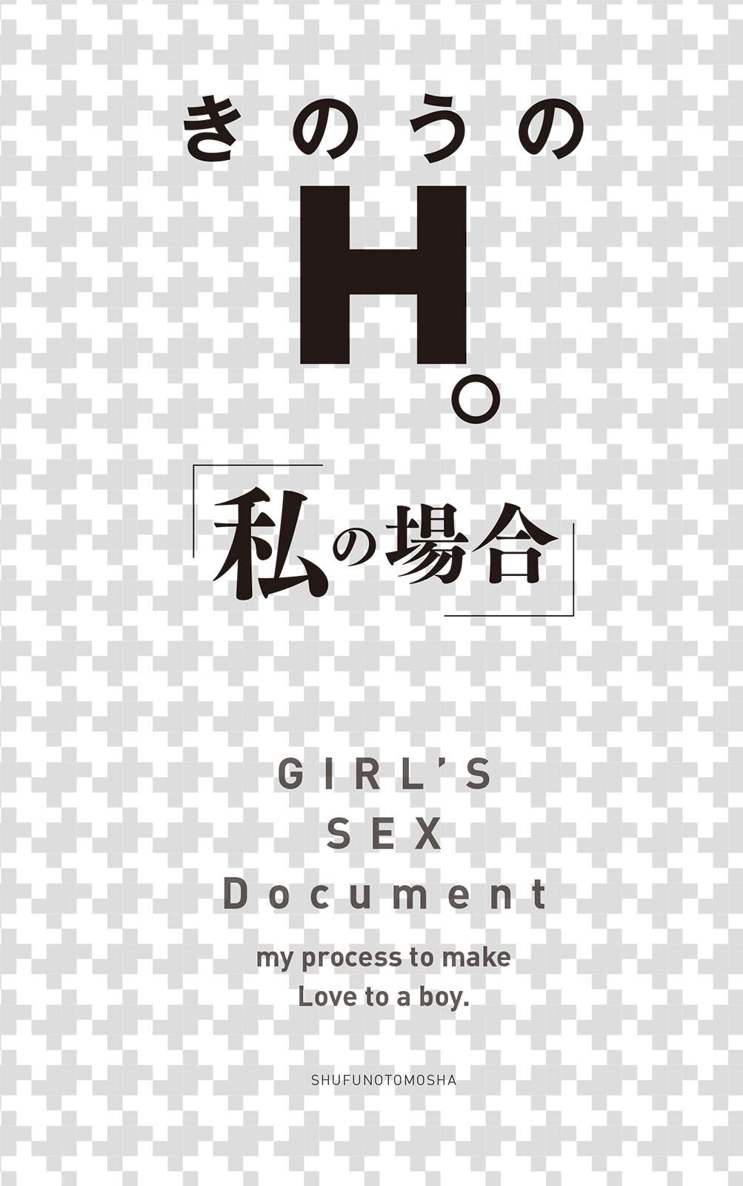 きのうの
H。
「私の場合」
GIRL’S
SEX
Document
my process to make
Love to a boy.
SHUFUNOTOMOSHA